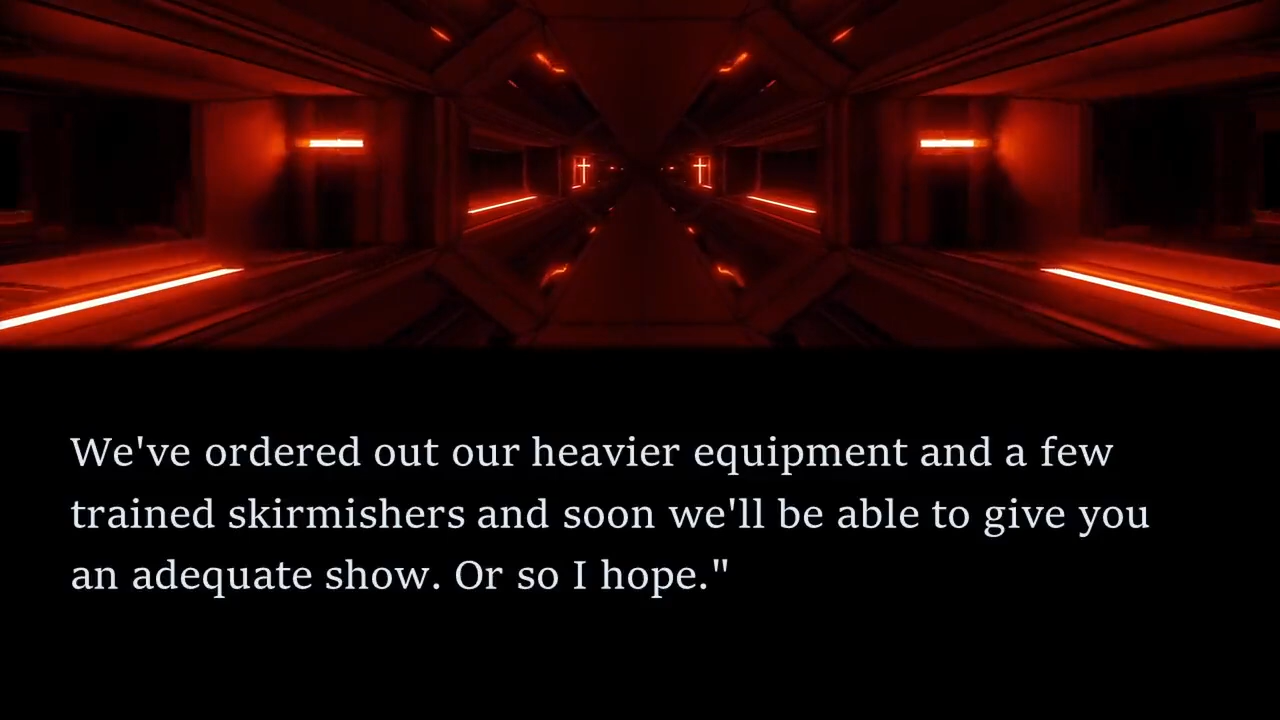 We've ordered out our heavier equipment and a few
trained skirmishers and soon we'll be able to give you
an adequate show. Or so I hope."